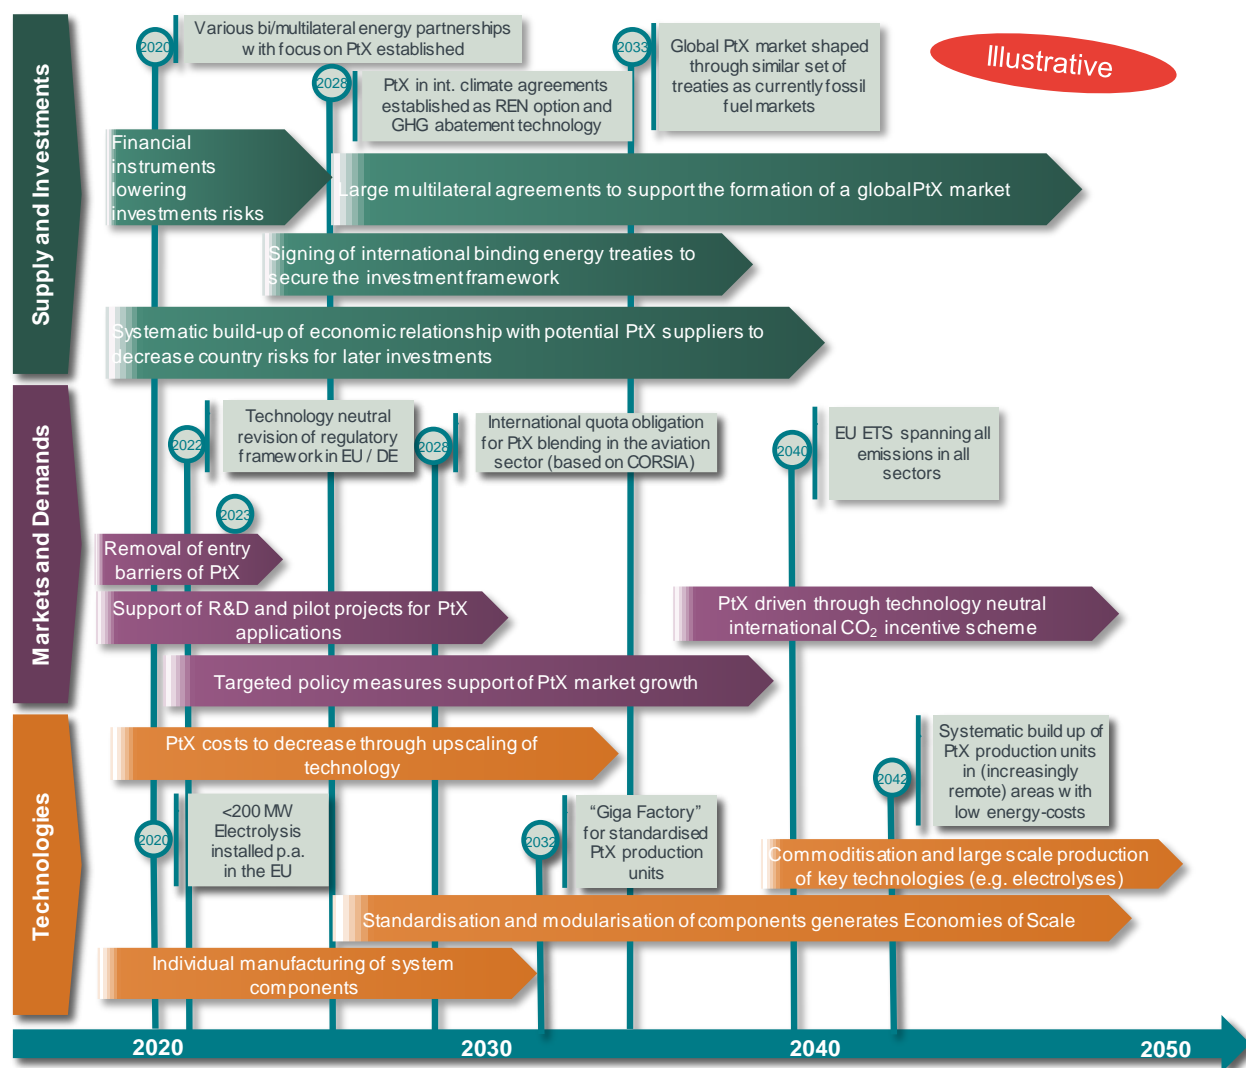 Illustrative
Supply and Investments
2020
Various bi/multilateral energy partnerships
with focus on PtX established
2028
PtX in int. climate agreements
established as REN option and
GHG abatement technology
2033
Global PtX market shaped
through similar set of
treaties as currently fossil
fuel markets
Financial
instruments
lowering
investments risks
Large multilateral agreements to support the formation of a global PtX market
Signing of international binding energy treaties to
secure the investment framework
Systematic build-up of economic relationship with potential PtX suppliers to
decrease country risks for later investments
Markets and Demands
2022
Technology neutral
revision of regulatory
framework in EU / DE
2028
International quota obligation
for PtX blending in the aviation
sector (based on CORSIA)
2040
EU ETS spanning all
emissions in all
sectors
2023
Removal of entry
barriers of PtX
Support of R&D and pilot projects for PtX
applications
PtX driven through technology neutral
international CO₂ incentive scheme
Targeted policy measures support of PtX market growth
Technologies
PtX costs to decrease through upscaling of
technology
2020
<200 MW
Electrolysis
installed p.a.
in the EU
2032
“Giga Factory”
for standardised
PtX production
units
2042
Systematic build up of
PtX production units
in (increasingly
remote) areas with
low energy-costs
Commoditisation and large scale production
of key technologies (e.g. electrolyses)
Standardisation and modularisation of components generates Economies of Scale
Individual manufacturing of system
components
2020
2030
2040
2050